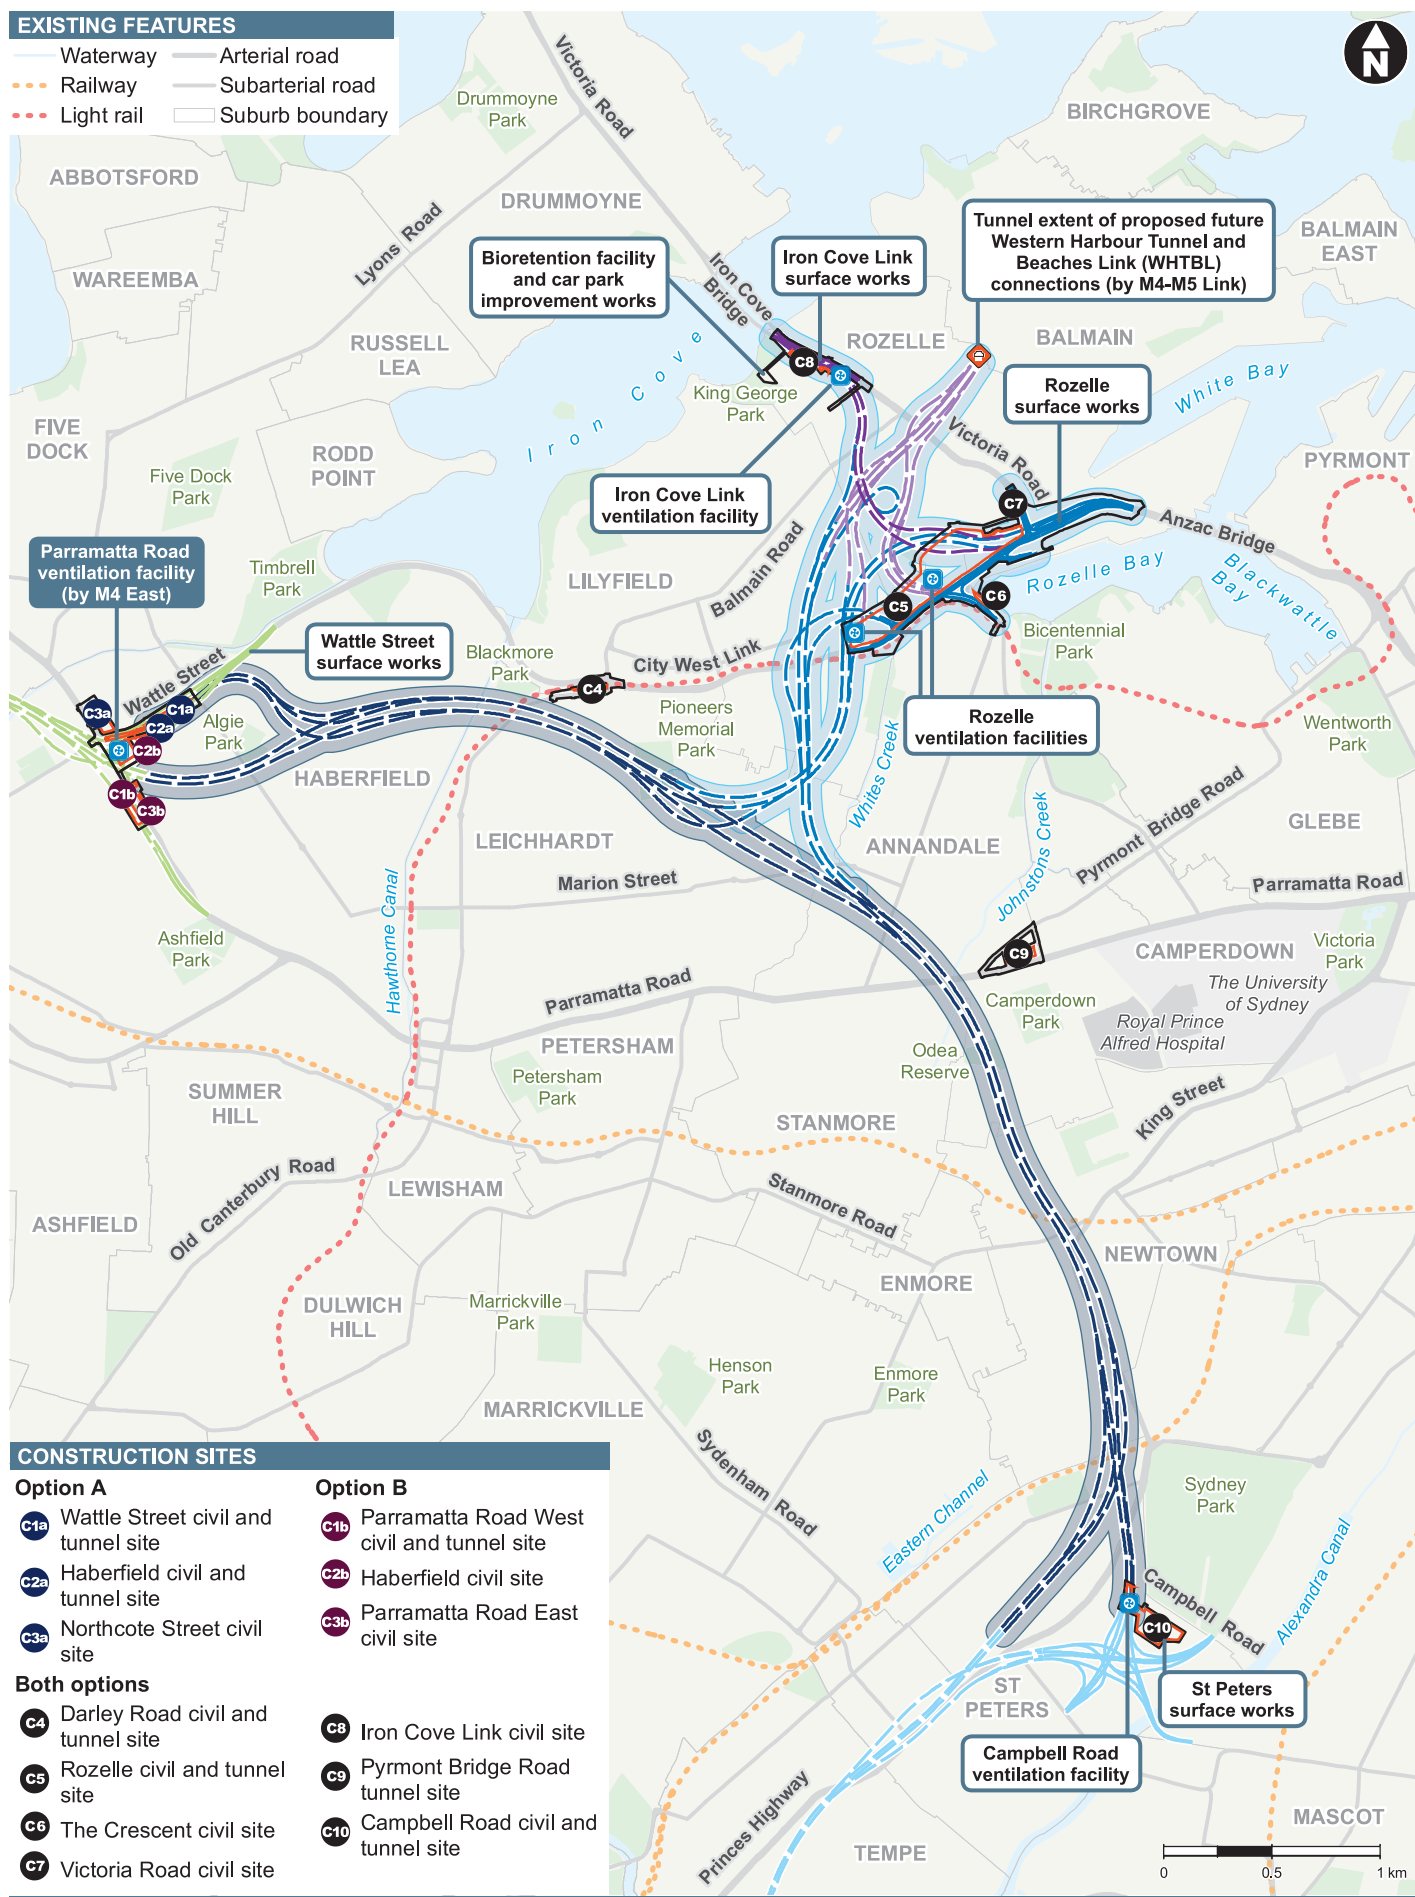 EXISTING FEATURES
Waterway
Arterial road
Railway
Subarterial road
Light rail
Suburb boundary
N
Victoria Road
Drummoyne
Park
BIRCHGROVE
ABBOTSFORD
DRUMMOYNE
Lyons Road
Tunnel extent of proposed future
Western Harbour Tunnel and
Beaches Link (WHTBL)
connections (by M4-M5 Link)
BALMAIN
EAST
WAREEMBA
Bioretention facility
and car park
improvement works
Iron Cove
Bridge
Iron Cove Link
surface works
RUSSELL
LEA
ROZELLE
BALMAIN
C8
King George
Park
Rozelle
surface works
White Bay
Iron Cove
FIVE
DOCK
RODD
POINT
Five Dock
Park
Victoria Road
PYRMONT
Iron Cove Link
ventilation facility
C7
Anzac Bridge
Parramatta Road
ventilation facility
(by M4 East)
Timbrell
Park
LILYFIELD
Balmain Road
Rozelle Bay
Blackwattle
Bay
C5
C6
Bicentennial
Park
Wattle Street
surface works
Blackmore
Park
City West Link
Wattle Street
C4
C3a
C1a
C2a
C2b
Algie
Park
Pioneers
Memorial
Park
Rozelle
ventilation facilities
Wentworth
Park
HABERFIELD
C1b
C3b
Whites Creek
Johnstons Creek
Pyrmont Bridge Road
GLEBE
LEICHHARDT
ANNANDALE
Marion Street
Parramatta Road
Hawthorne Canal
Ashfield
Park
C9
CAMPERDOWN
Victoria
Park
The University
of Sydney
Parramatta Road
Camperdown
Park
Royal Prince
Alfred Hospital
PETERSHAM
Odea
Reserve
Petersham
Park
SUMMER
HILL
STANMORE
King Street
Old Canterbury Road
LEWISHAM
Stanmore Road
ASHFIELD
NEWTOWN
ENMORE
DULWICH
HILL
Marrickville
Park
Henson
Park
Enmore
Park
MARRICKVILLE
Sydenham Road
Eastern Channel
Sydney
Park
Alexandra Canal
Campbell Road
C10
ST
PETERS
St Peters
surface works
Campbell Road
ventilation facility
Princes Highway
MASCOT
TEMPE
0
0.5
1 km
CONSTRUCTION SITES
Option A
C1a Wattle Street civil and
tunnel site
C2a Haberfield civil and
tunnel site
C3a Northcote Street civil
site
Option B
C1b Parramatta Road West
civil and tunnel site
C2b Haberfield civil site
C3b Parramatta Road East
civil site
Both options
C4 Darley Road civil and
tunnel site
C5 Rozelle civil and tunnel
site
C6 The Crescent civil site
C7 Victoria Road civil site
C8 Iron Cove Link civil site
C9 Pyrmont Bridge Road
tunnel site
C10 Campbell Road civil and
tunnel site